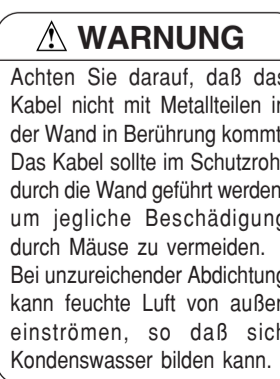 WARNUNG
Achten Sie darauf, daß das
Kabel nicht mit Metallteilen in
der Wand in Berührung kommt
Das Kabel sollte im Schutzroh
durch die Wand geführt werden
um jegliche Beschädigung
durch Mäuse zu vermeiden.
Bei unzureichender Abdichtung
kann feuchte Luft von außen
einströmen, so daß sich
Kondenswasser bilden kann.